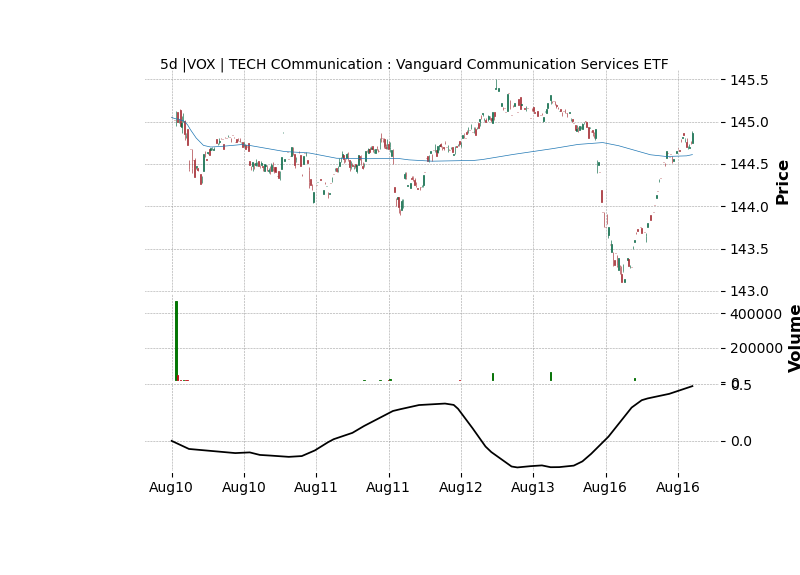 5d |VOX | TECH COmmunication : Vanguard Communication Services ETF
145.5
145.0
144.5
144.0
143.5
143.0
Price
400000
200000
0
Volume
0.5
0.0
Aug10 Aug10 Aug11 Aug11 Aug12 Aug13 Aug16 Aug16